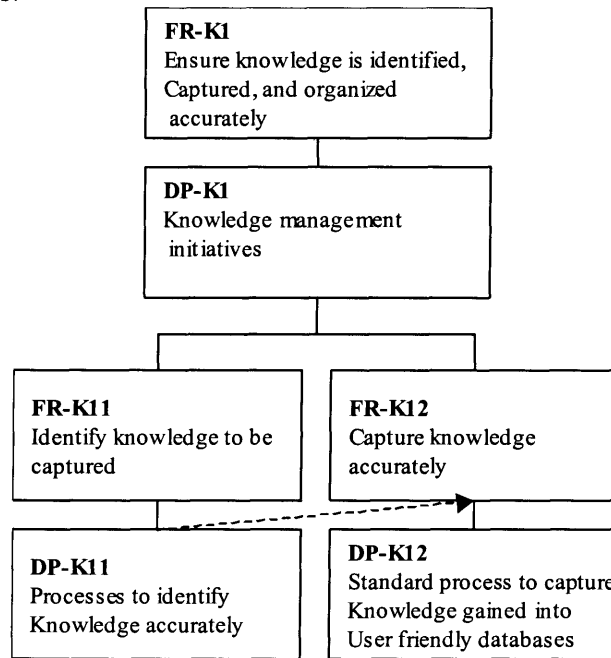 FR-K1
Ensure knowledge is identified,
Captured, and organized
accurately
DP-K1
Knowledge management
initiatives
FR-K11
Identify knowledge to be
captured
FR-K12
Capture knowledge
accurately
DP-K11
Processes to identify
Knowledge accurately
DP-K12
Standard process to capture
Knowledge gained into
User friendly databases